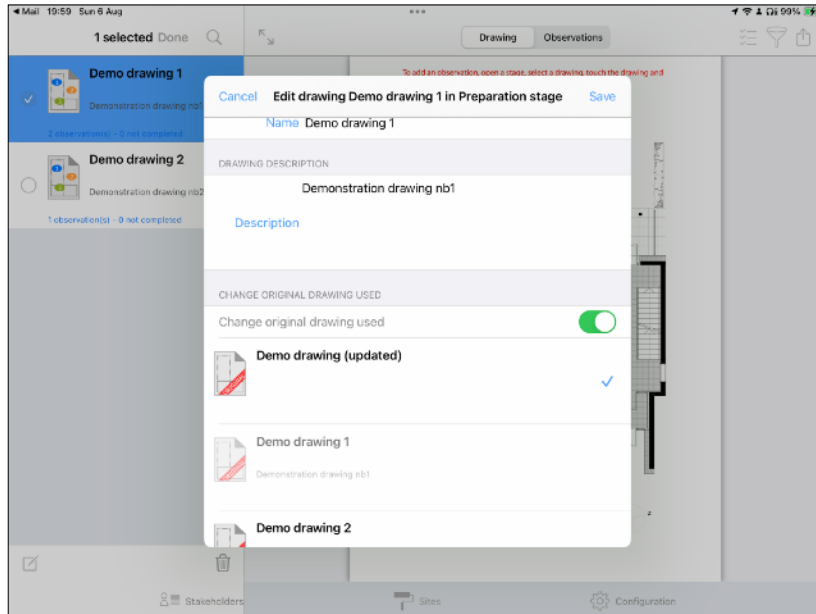 Mail 19:59 Sun 6 Aug
99%
1 selected Done
Drawing Observations
Demo drawing 1
Demonstration drawing nb1
2 observation(s) - 0 not completed
Demo drawing 2
Demonstration drawing nb2
1 observation(s) - 0 not completed
To add an observation, open a stage, select a drawing, touch the drawing and
Cancel Edit drawing Demo drawing 1 in Preparation stage Save
Name Demo drawing 1
DRAWING DESCRIPTION
Demonstration drawing nb1
Description
CHANGE ORIGINAL DRAWING USED
Change original drawing used
Demo drawing (updated)
Demo drawing 1
Demonstration drawing nb1
Demo drawing 2
Stakeholders
Sites
Configuration